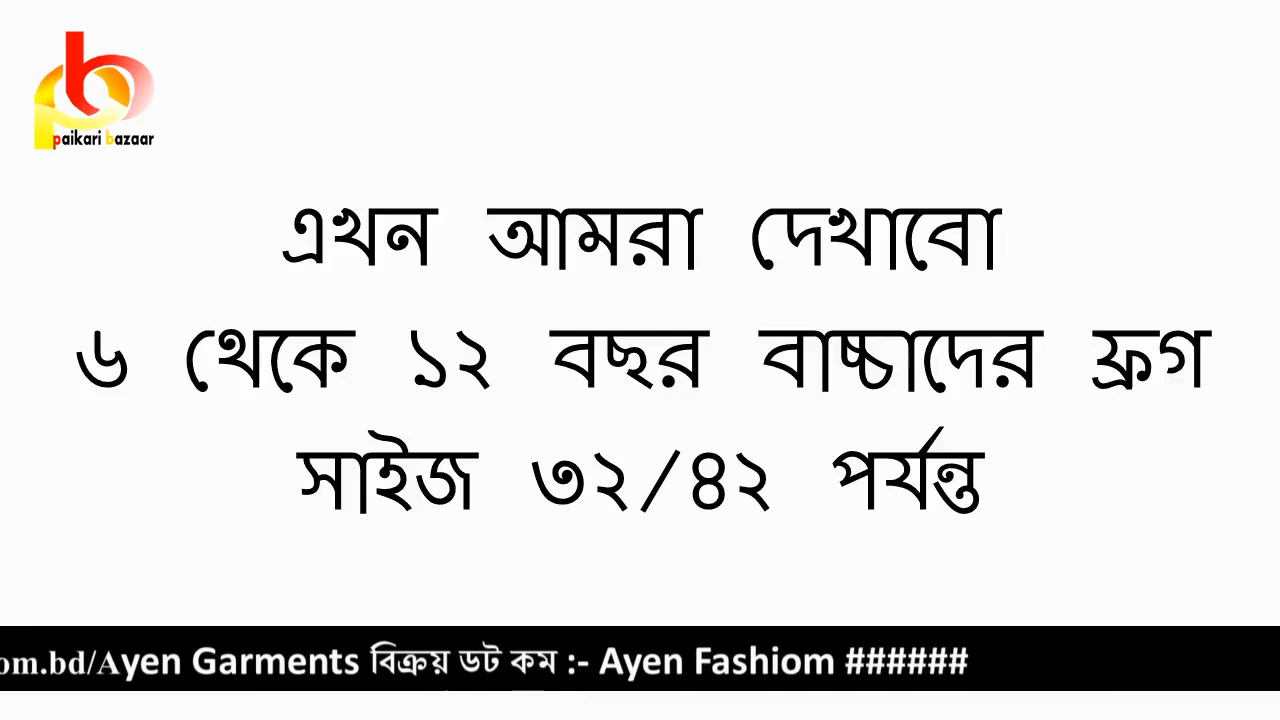 paikari bazaar
এখন আমরা দেখাবো
৬ থেকে ১২ বছর বাচ্চাদের ফ্রগ
সাইজ ৩২/৪২ পর্যন্ত
om.bd/Ayen Garments বিক্রয় ডট কম :- Ayen Fashiom ######